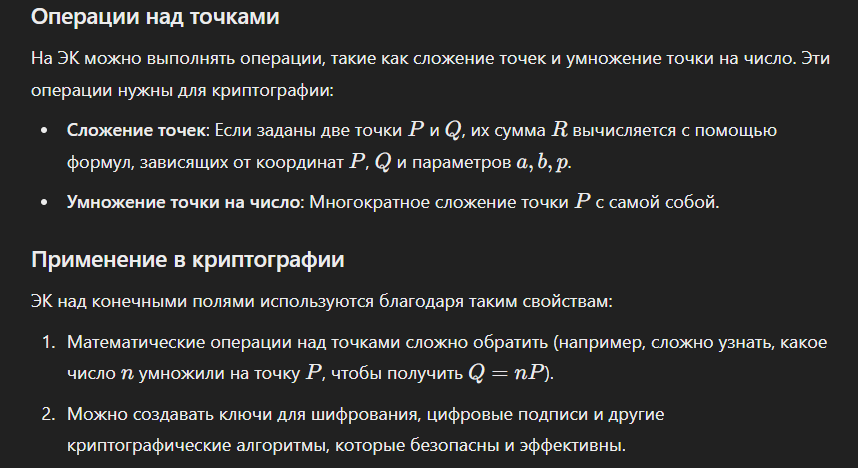 Операции над точками
На ЭК можно выполнять операции, такие как сложение точек и умножение точки на число. Эти
операции нужны для криптографии:
• Сложение точек: Если заданы две точки P и Q, их сумма R вычисляется с помощью
формул, зависящих от координат P, Q и параметров a, b, p.
• Умножение точки на число: Многократное сложение точки P с самой собой.
Применение в криптографии
ЭК над конечными полями используются благодаря таким свойствам:
1. Математические операции над точками сложно обратить (например, сложно узнать, какое
число n умножили на точку P, чтобы получить Q = nP).
2. Можно создавать ключи для шифрования, цифровые подписи и другие
криптографические алгоритмы, которые безопасны и эффективны.